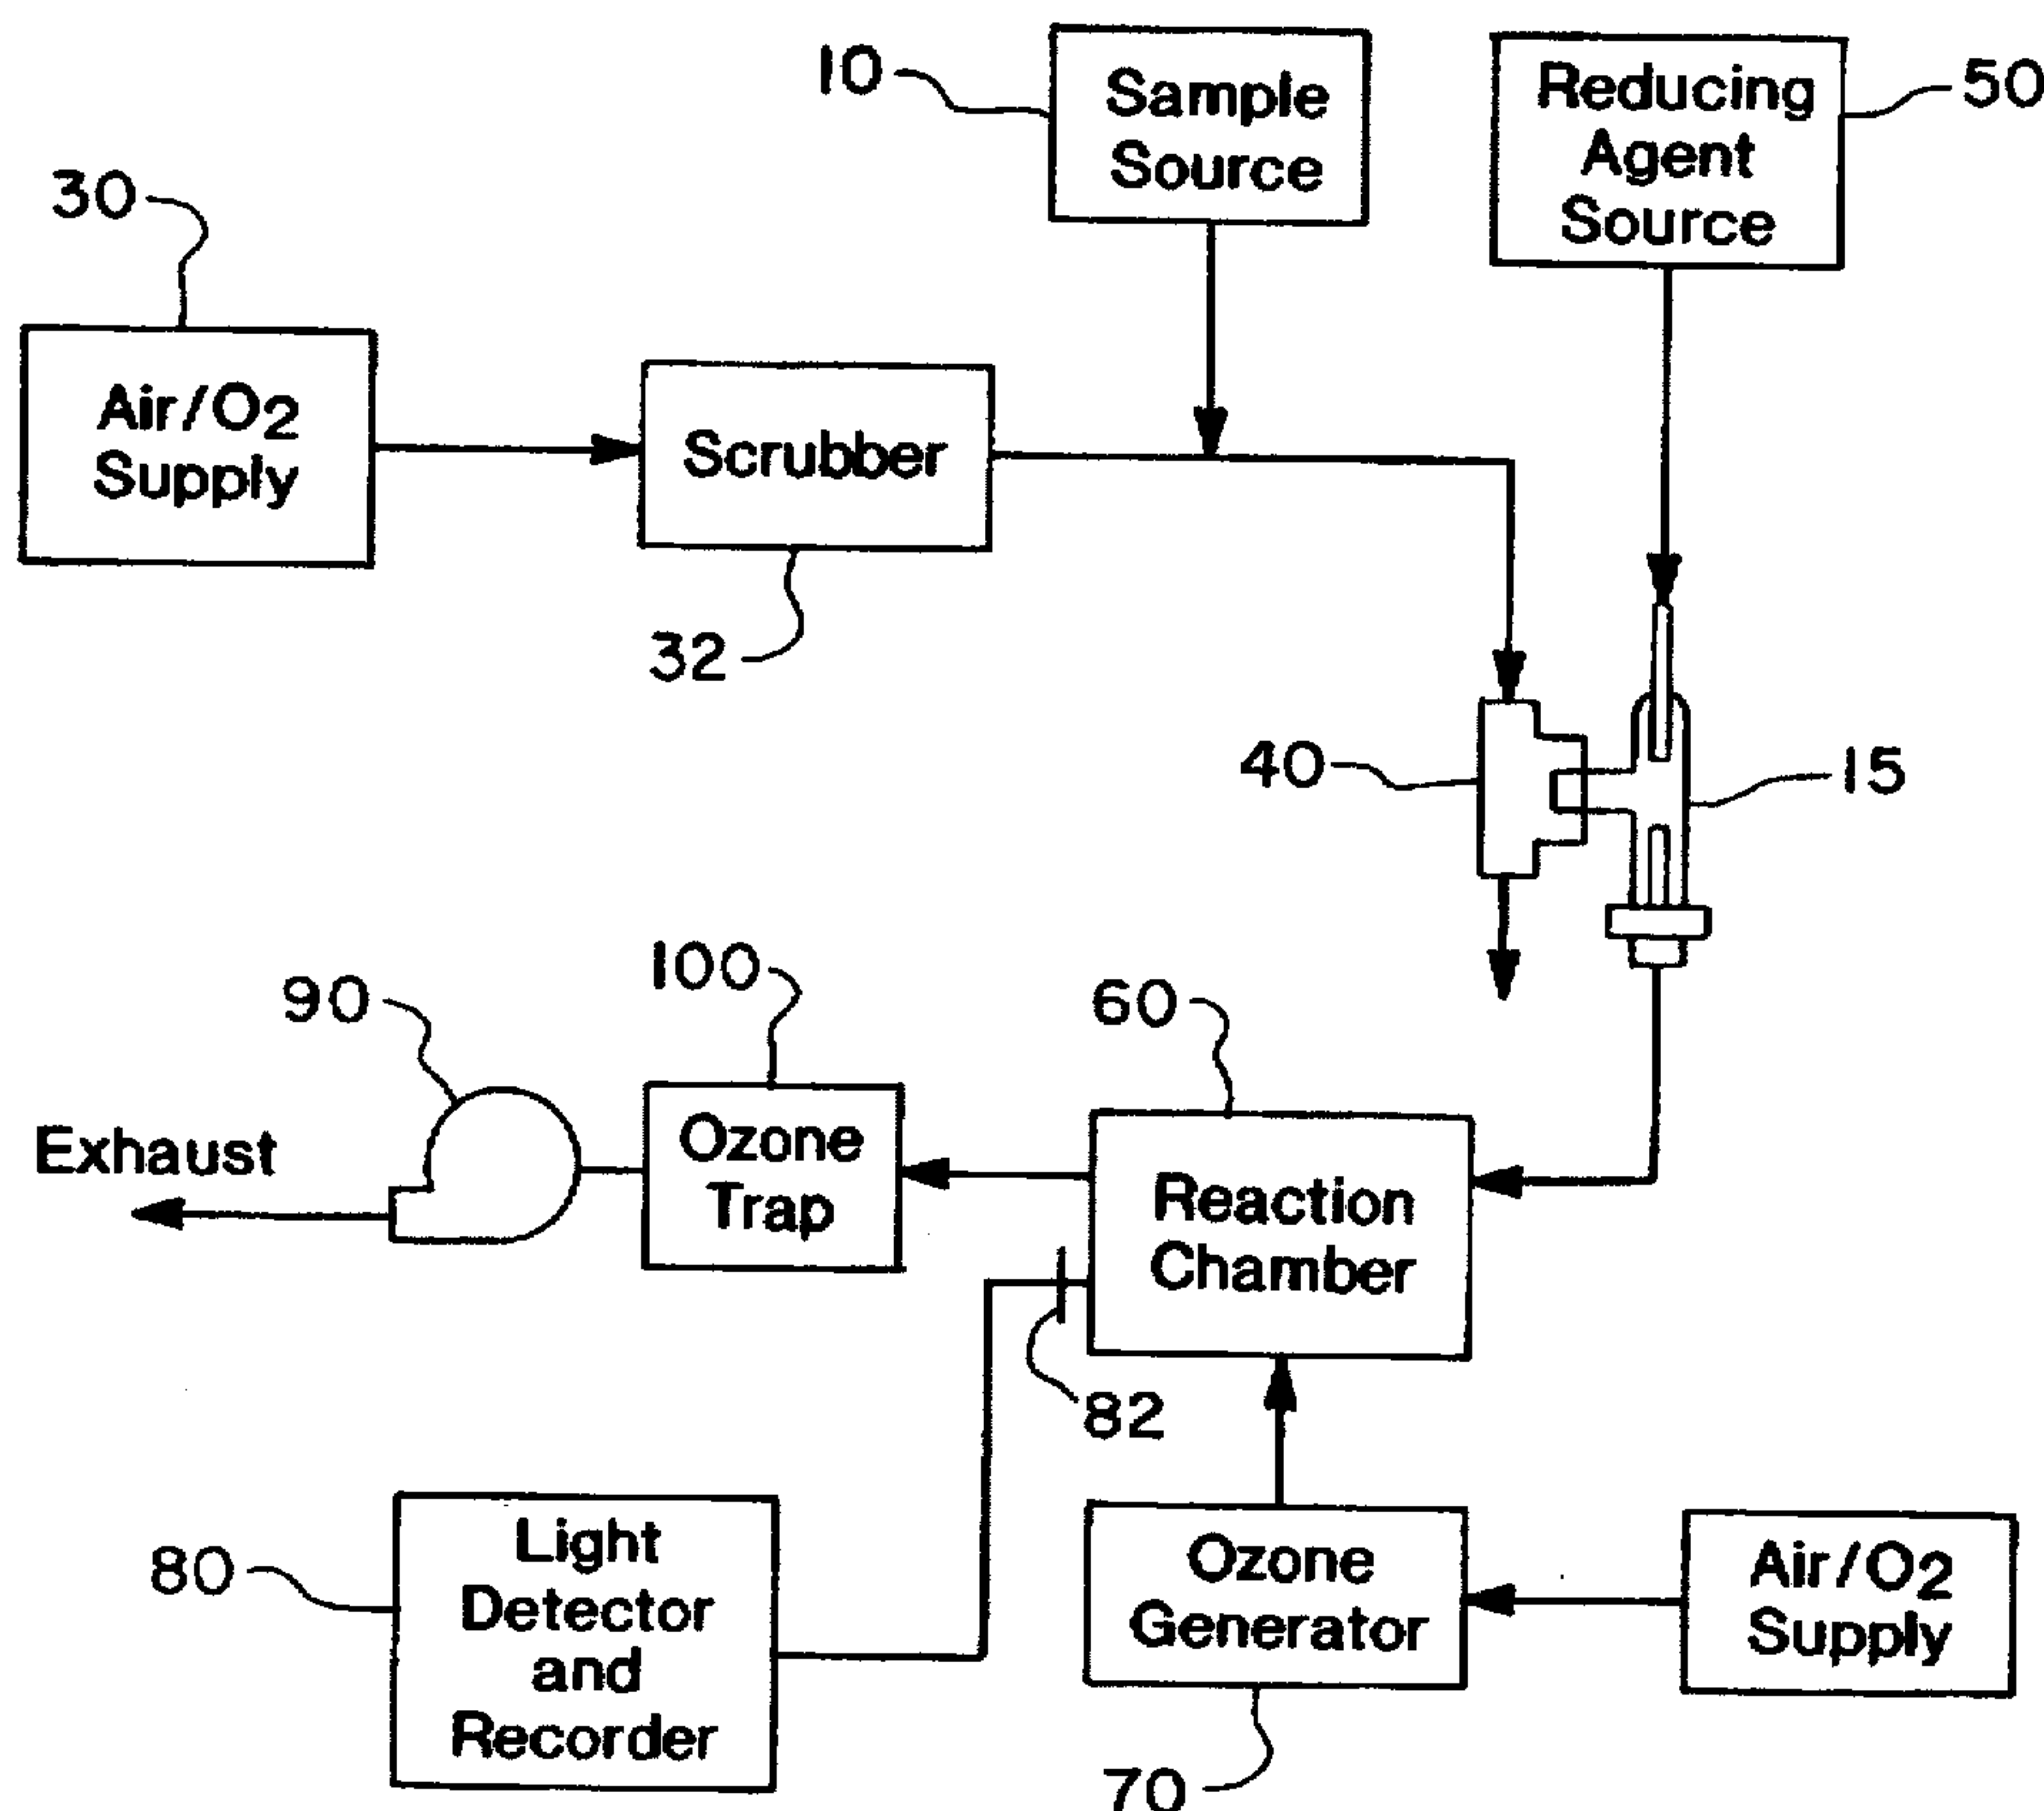 10
Sample
Source
Reducing
Agent
Source
50
30
Air/O2
Supply
Scrubber
32
40
15
90
100
60
Exhaust
Ozone
Trap
Reaction
Chamber
82
80
Light
Detector
and
Recorder
Ozone
Generator
Air/O2
Supply
70